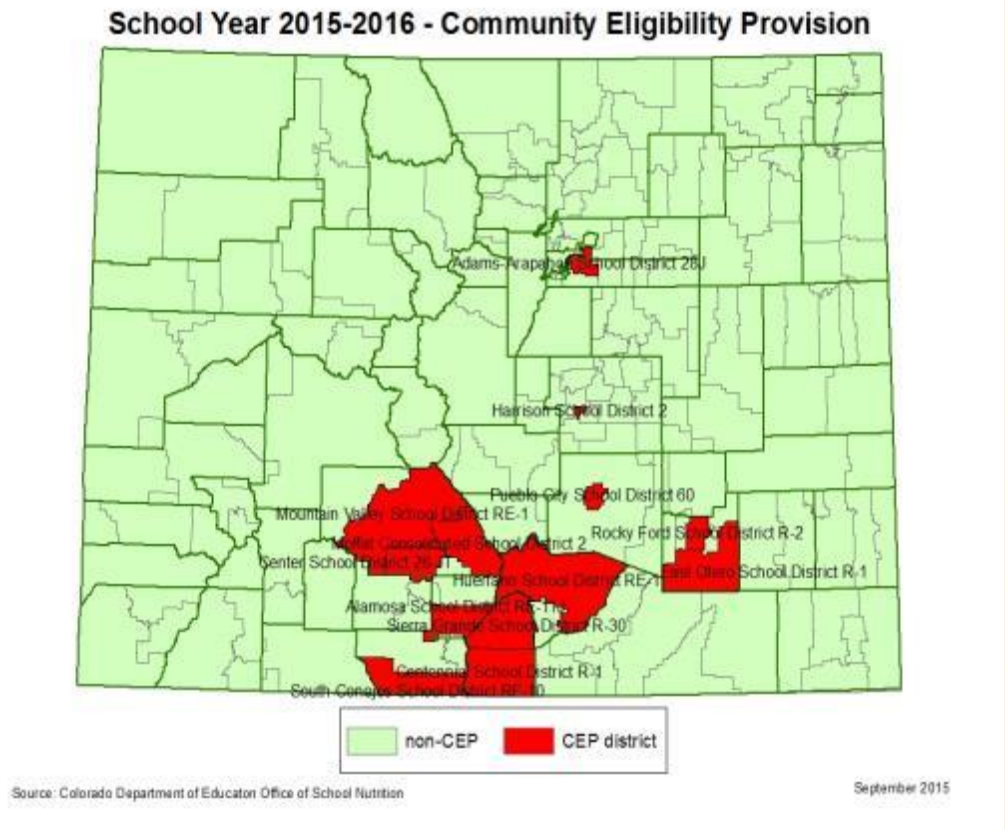 School Year 2015-2016 - Community Eligibility Provision
Adams-Arapahoe School District 28J
Harrison School District 2
Pueblo City School District 60
Mountain Valley School District RE-1
Rocky Ford School District R-2
Moffat Consolidated School District 2
Center School District 26 JT
East Otero School District R-1
Huerfano School District RE-1
Alamosa School District RE-11J
Sierra Grande School District R-30
Centennial School District R-1
South Conejos School District RE-10
non-CEP
CEP district
Source: Colorado Department of Educaton Office of School Nutrition
September 2015